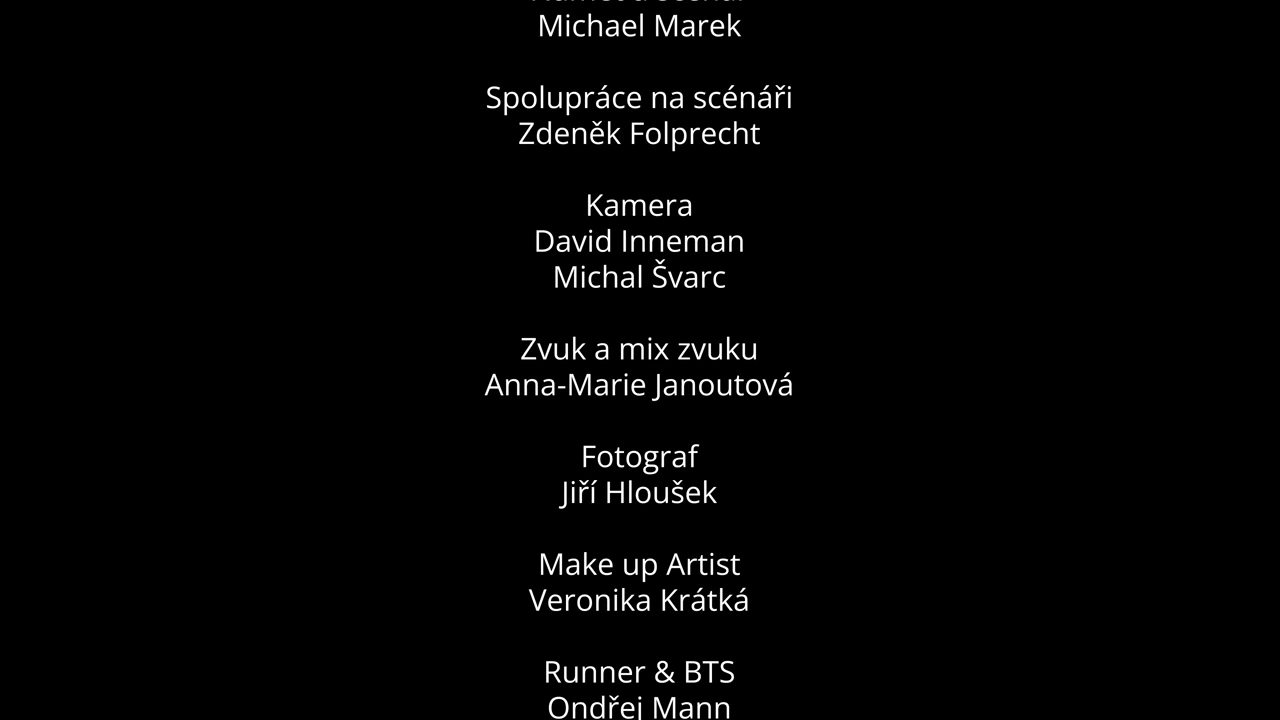 Michael Marek
Spolupráce na scénáři
Zdeněk Folprecht
Kamera
David Inneman
Michal Švarc
Zvuk a mix zvuku
Anna-Marie Janoutová
Fotograf
Jiří Hloušek
Make up Artist
Veronika Krátká
Runner & BTS
Ondřej Mann